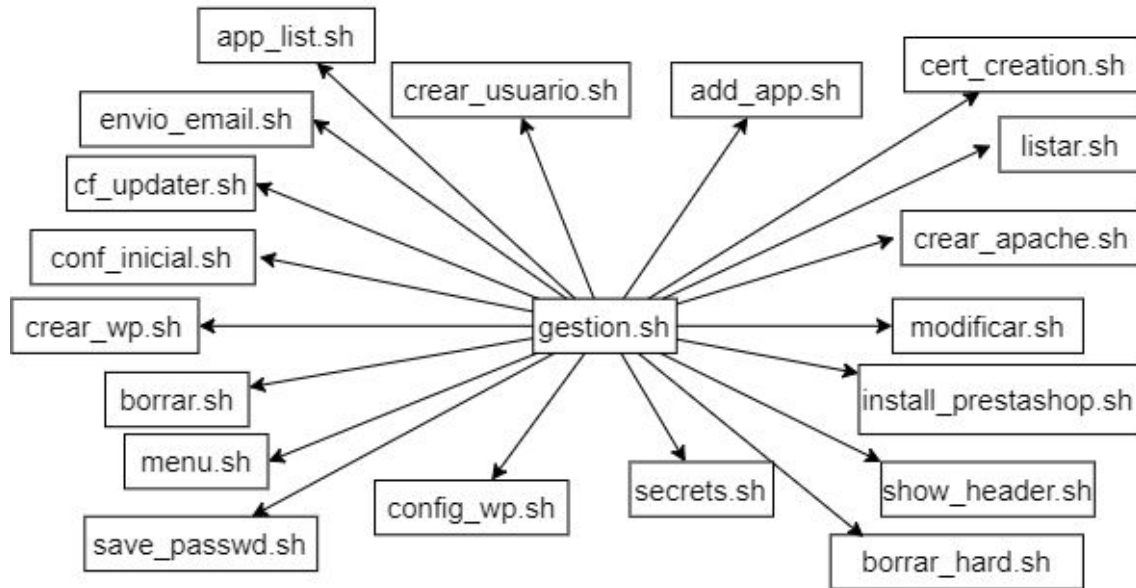 app_list.sh
crear_usuario.sh
add_app.sh
cert_creation.sh
envio_email.sh
listar.sh
cf_updater.sh
conf_inicial.sh
crear_apache.sh
crear_wp.sh
gestion.sh
modificar.sh
borrar.sh
install_prestashop.sh
menu.sh
config_wp.sh
secrets.sh
show_header.sh
save_passwd.sh
borrar_hard.sh